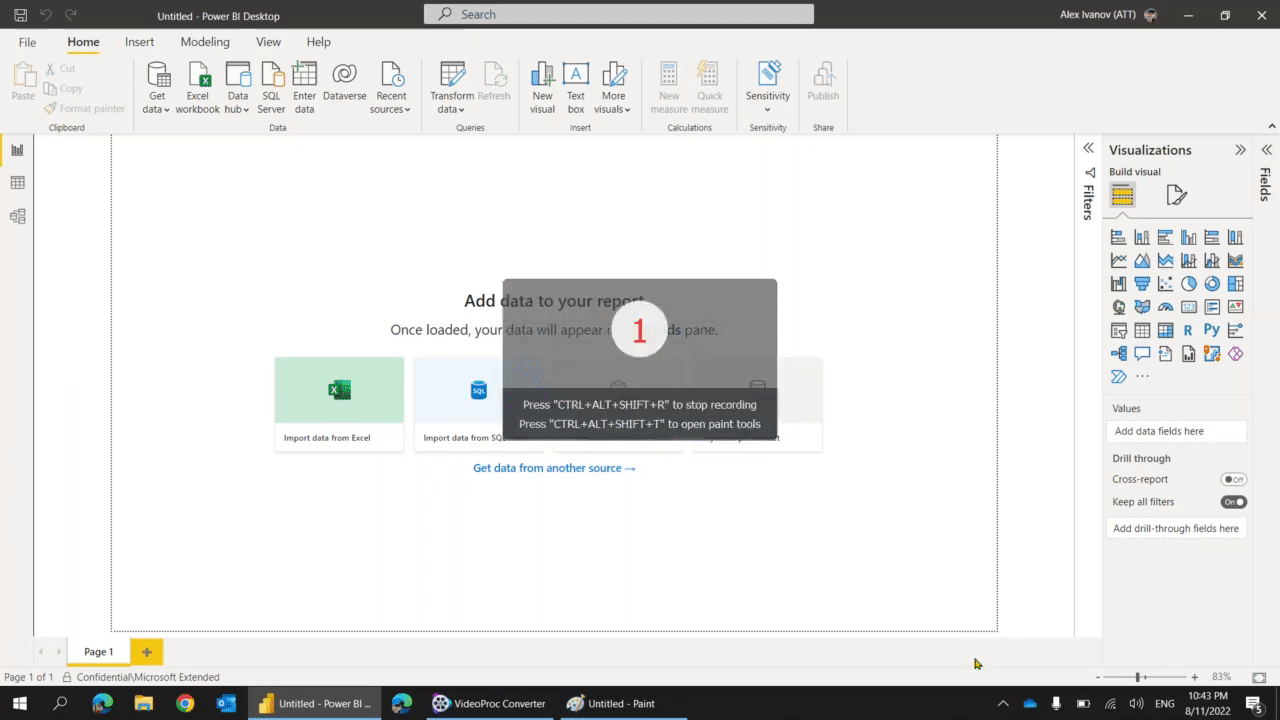 Untitled - Power BI Desktop
Search
Alex Ivanov (ATT)
File Home Insert Modeling View Help
Paste
Cut
Copy
Format painter
Clipboard
Get data
Excel workbook
Data hub
SQL Server
Enter data
Dataverse
Recent sources
Data
Transform data
Refresh
Queries
New visual
Text box
More visuals
Insert
New measure
Quick measure
Calculations
Sensitivity
Sensitivity
Publish
Share
Filters
Visualizations
Build visual
Fields
R
Py
123
Values
Add data fields here
Drill through
Cross-report
Off
Keep all filters
On
Add drill-through fields here
Add data to your report
Once loaded, your data will appear in pane.
1
Press "CTRL+ALT+SHIFT+R" to stop recording
Press "CTRL+ALT+SHIFT+T" to open paint tools
SQL
Import data from Excel
Import data from SQL
Get data from another source →
Page 1
Page 1 of 1
Confidential\Microsoft Extended
83%
Untitled - Power BI ...
VideoProc Converter
Untitled - Paint
ENG
10:43 PM
8/11/2022
5